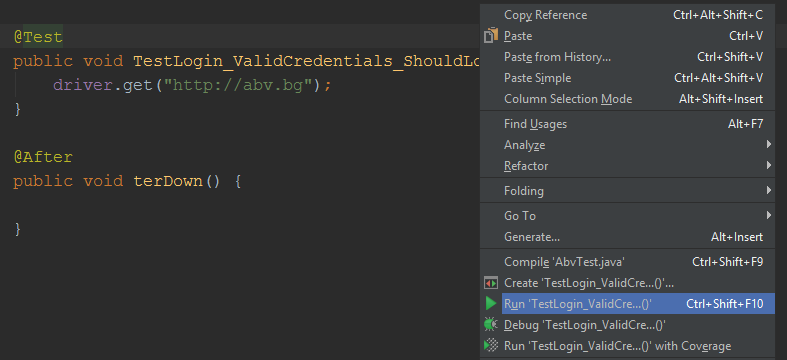 @Test
public void TestLogin_ValidCredentials_ShouldLo
driver.get("http://abv.bg");
}
@After
public void terDown() {
}
Copy Reference Ctrl+Alt+Shift+C
Paste Ctrl+V
Paste from History... Ctrl+Shift+V
Paste Simple Ctrl+Alt+Shift+V
Column Selection Mode Alt+Shift+Insert
Find Usages Alt+F7
Analyze
Refactor
Folding
Go To
Generate... Alt+Insert
Compile 'AbvTest.java' Ctrl+Shift+F9
Create 'TestLogin_ValidCre...()'...
Run 'TestLogin_ValidCre...()' Ctrl+Shift+F10
Debug 'TestLogin_ValidCre...()'
Run 'TestLogin_ValidCre...()' with Coverage